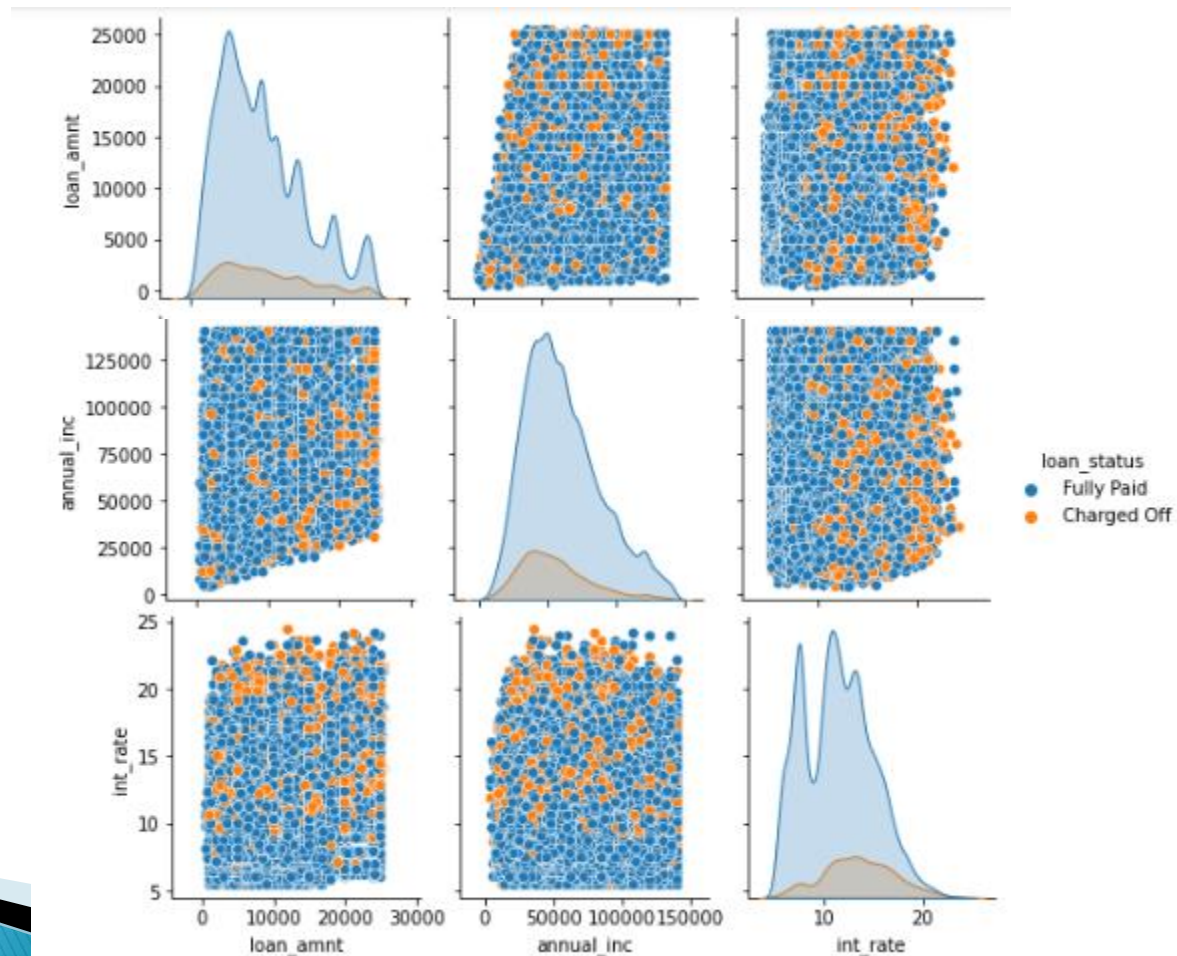 25000
20000
15000
10000
5000
0
loan_amnt
125000
100000
75000
50000
25000
0
annual_inc
loan_status
Fully Paid
Charged Off
25
20
15
10
5
int_rate
0 10000 20000 30000
0 50000 100000 150000
10 20
loan_amnt
annual_inc
int_rate